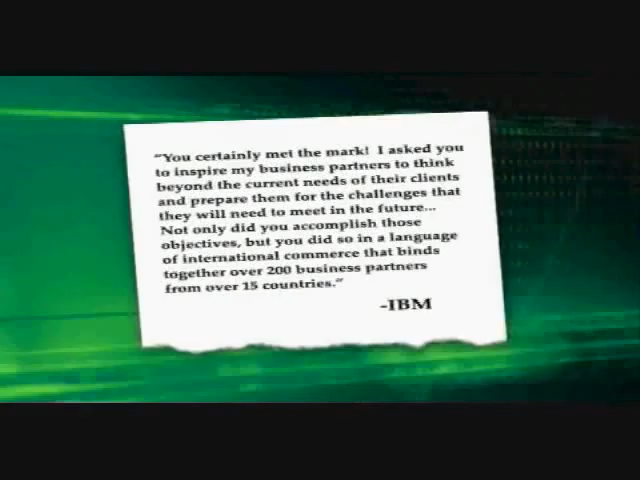 "You certainly met the mark! I asked you
to inspire my business partners to think
beyond the current needs of their clients
and prepare them for the challenges that
they will need to meet in the future...
Not only did you accomplish those
objectives, but you did so in a language
of international commerce that binds
together over 200 business partners
from over 15 countries."
-IBM